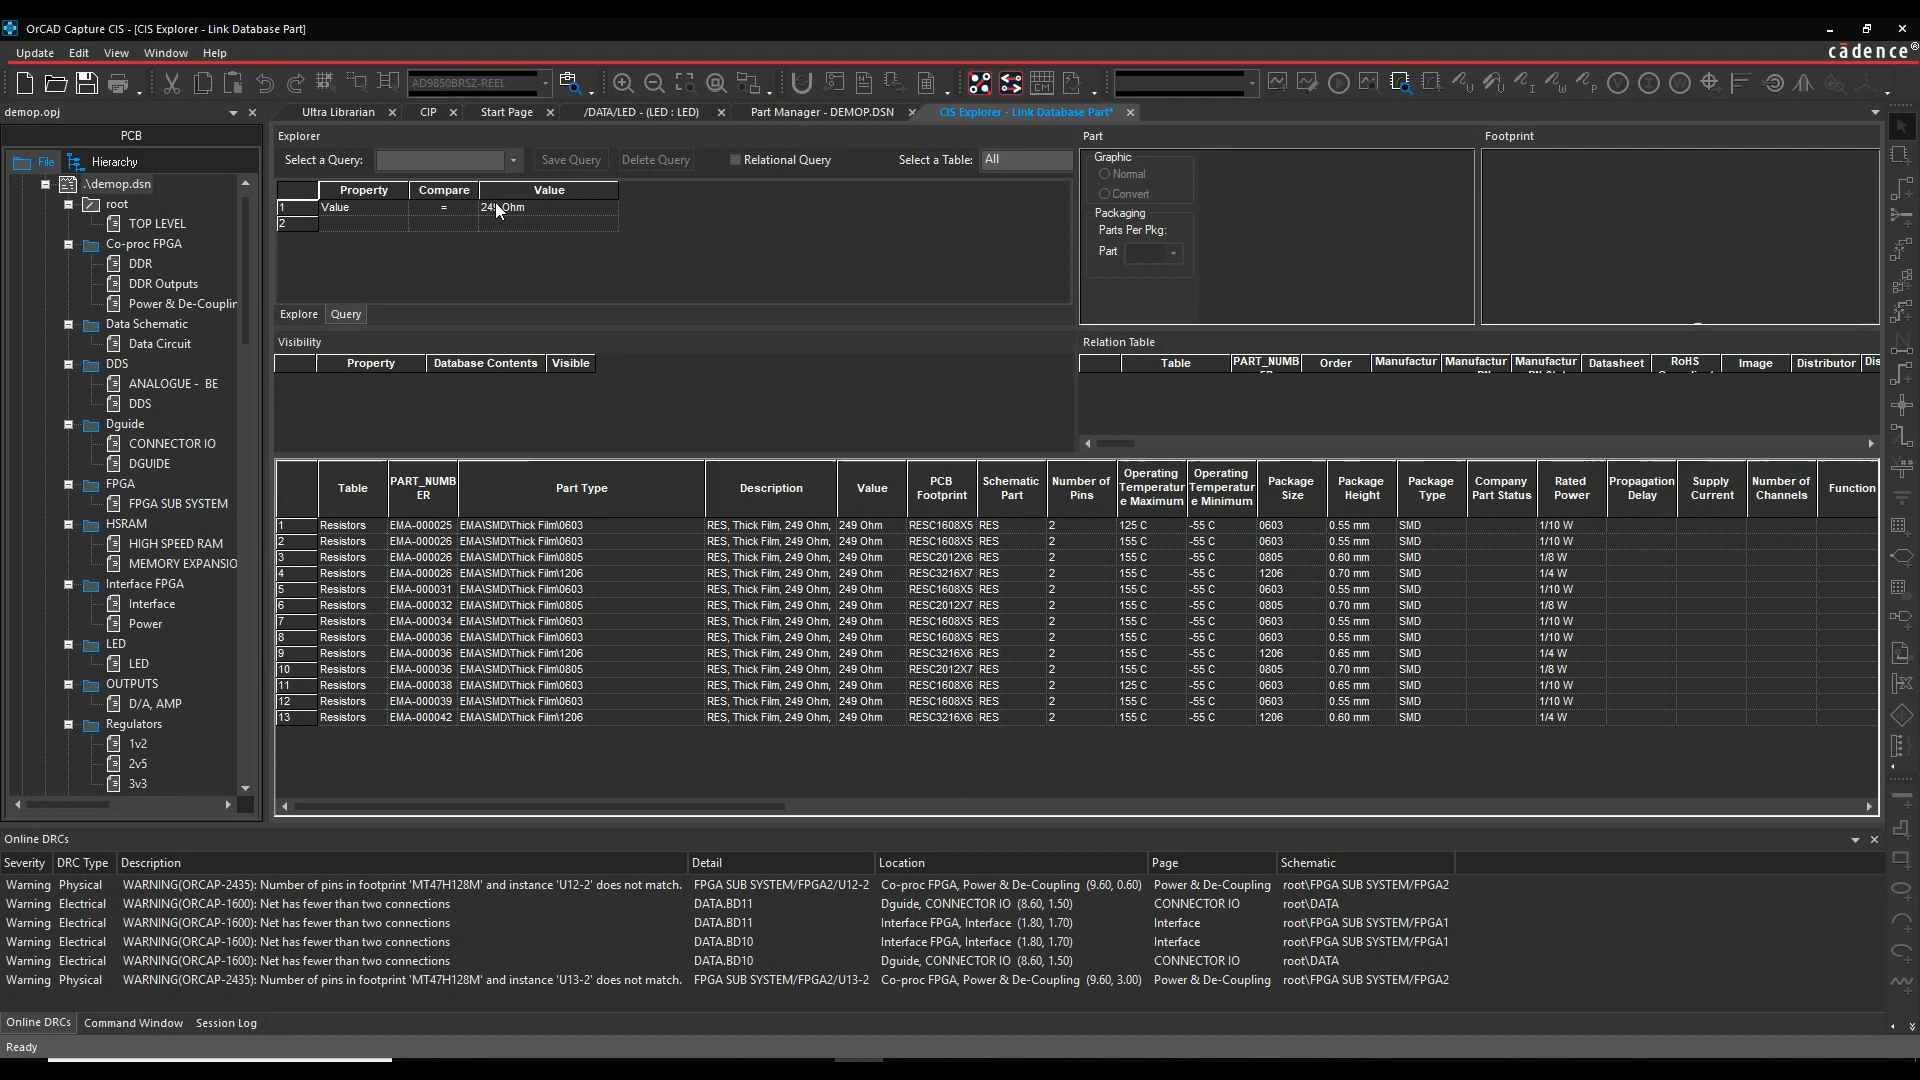 OrCAD Capture CIS - [CIS Explorer - Link Database Part]
Update Edit View Window Help
cādence®
AD9850BRSZ-REEL
demop.opj
Ultra Librarian CIP Start Page /DATA/LED - (LED : LED) Part Manager - DEMOP.DSN CIS Explorer - Link Database Part*
PCB
File Hierarchy
.\demop.dsn
root
TOP LEVEL
Co-proc FPGA
DDR
DDR Outputs
Power & De-Couplin
Data Schematic
Data Circuit
DDS
ANALOGUE - BE
DDS
Dguide
CONNECTOR IO
DGUIDE
FPGA
FPGA SUB SYSTEM
HSRAM
HIGH SPEED RAM
MEMORY EXPANSIO
Interface FPGA
Interface
Power
LED
LED
OUTPUTS
D/A, AMP
Regulators
1v2
2v5
3v3
Explorer
Select a Query: Save Query Delete Query Relational Query Select a Table: All
Property Compare Value
1 Value = 249 Ohm
2
Explore Query
Part
Graphic
Normal
Convert
Packaging
Parts Per Pkg:
Part
Footprint
Visibility
Property Database Contents Visible
Relation Table
Table PART_NUMB Order Manufactur Manufactur Manufactur Datasheet RoHS Image Distributor Dis
Table PART_NUMBER Part Type Description Value PCB Footprint Schematic Part Number of Pins Operating Temperature Maximum Operating Temperature Minimum Package Size Package Height Package Type Company Part Status Rated Power Propagation Delay Supply Current Number of Channels Function
1 Resistors EMA-000025 EMA\SMD\Thick Film\0603 RES, Thick Film, 249 Ohm, 249 Ohm RESC1608X5 RES 2 125 C -55 C 0603 0.55 mm SMD 1/10 W
2 Resistors EMA-000026 EMA\SMD\Thick Film\0603 RES, Thick Film, 249 Ohm, 249 Ohm RESC1608X5 RES 2 155 C -55 C 0603 0.55 mm SMD 1/10 W
3 Resistors EMA-000026 EMA\SMD\Thick Film\0805 RES, Thick Film, 249 Ohm, 249 Ohm RESC2012X6 RES 2 155 C -55 C 0805 0.60 mm SMD 1/8 W
4 Resistors EMA-000026 EMA\SMD\Thick Film\1206 RES, Thick Film, 249 Ohm, 249 Ohm RESC3216X7 RES 2 155 C -55 C 1206 0.70 mm SMD 1/4 W
5 Resistors EMA-000031 EMA\SMD\Thick Film\0603 RES, Thick Film, 249 Ohm, 249 Ohm RESC1608X5 RES 2 155 C -55 C 0603 0.55 mm SMD 1/10 W
6 Resistors EMA-000032 EMA\SMD\Thick Film\0805 RES, Thick Film, 249 Ohm, 249 Ohm RESC2012X7 RES 2 155 C -55 C 0805 0.70 mm SMD 1/8 W
7 Resistors EMA-000034 EMA\SMD\Thick Film\0603 RES, Thick Film, 249 Ohm, 249 Ohm RESC1608X5 RES 2 155 C -55 C 0603 0.55 mm SMD 1/10 W
8 Resistors EMA-000036 EMA\SMD\Thick Film\0603 RES, Thick Film, 249 Ohm, 249 Ohm RESC1608X5 RES 2 155 C -55 C 0603 0.55 mm SMD 1/10 W
9 Resistors EMA-000036 EMA\SMD\Thick Film\1206 RES, Thick Film, 249 Ohm, 249 Ohm RESC3216X6 RES 2 155 C -55 C 1206 0.65 mm SMD 1/4 W
10 Resistors EMA-000036 EMA\SMD\Thick Film\0805 RES, Thick Film, 249 Ohm, 249 Ohm RESC2012X7 RES 2 155 C -55 C 0805 0.70 mm SMD 1/8 W
11 Resistors EMA-000038 EMA\SMD\Thick Film\0603 RES, Thick Film, 249 Ohm, 249 Ohm RESC1608X6 RES 2 125 C -55 C 0603 0.65 mm SMD 1/10 W
12 Resistors EMA-000039 EMA\SMD\Thick Film\0603 RES, Thick Film, 249 Ohm, 249 Ohm RESC1608X5 RES 2 155 C -55 C 0603 0.55 mm SMD 1/10 W
13 Resistors EMA-000042 EMA\SMD\Thick Film\1206 RES, Thick Film, 249 Ohm, 249 Ohm RESC3216X6 RES 2 155 C -55 C 1206 0.60 mm SMD 1/4 W
Online DRCs
Severity DRC Type Description Detail Location Page Schematic
Warning Physical WARNING(ORCAP-2435): Number of pins in footprint 'MT47H128M' and instance 'U12-2' does not match. FPGA SUB SYSTEM/FPGA2/U12-2 Co-proc FPGA, Power & De-Coupling (9.60, 0.60) Power & De-Coupling root\FPGA SUB SYSTEM/FPGA2
Warning Electrical WARNING(ORCAP-1600): Net has fewer than two connections DATA.BD11 Dguide, CONNECTOR IO (8.60, 1.50) CONNECTOR IO root\DATA
Warning Electrical WARNING(ORCAP-1600): Net has fewer than two connections DATA.BD11 Interface FPGA, Interface (1.80, 1.70) Interface root\FPGA SUB SYSTEM/FPGA1
Warning Electrical WARNING(ORCAP-1600): Net has fewer than two connections DATA.BD10 Interface FPGA, Interface (1.80, 1.70) Interface root\FPGA SUB SYSTEM/FPGA1
Warning Electrical WARNING(ORCAP-1600): Net has fewer than two connections DATA.BD10 Dguide, CONNECTOR IO (8.60, 1.50) CONNECTOR IO root\DATA
Warning Physical WARNING(ORCAP-2435): Number of pins in footprint 'MT47H128M' and instance 'U13-2' does not match. FPGA SUB SYSTEM/FPGA2/U13-2 Co-proc FPGA, Power & De-Coupling (9.60, 3.00) Power & De-Coupling root\FPGA SUB SYSTEM/FPGA2
Online DRCs Command Window Session Log
Ready